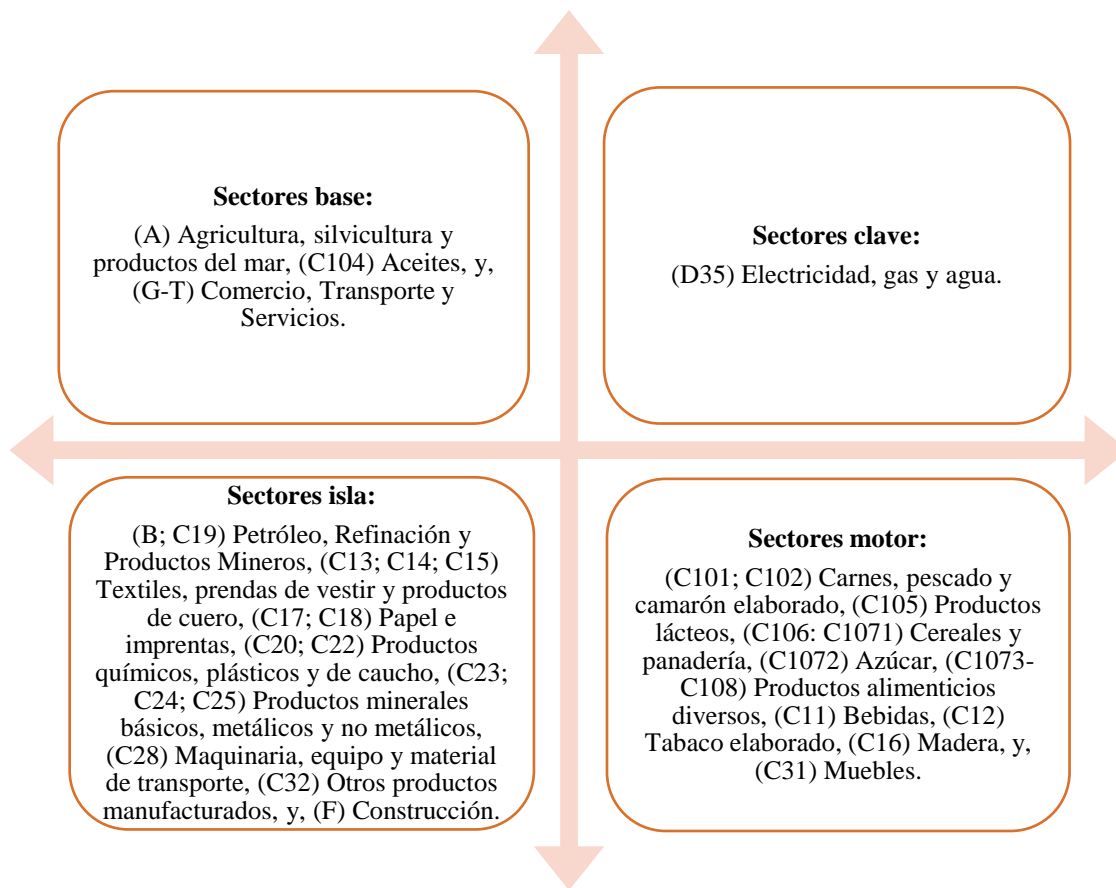 Sectores base:
(A) Agricultura, silvicultura y
productos del mar, (C104) Aceites, y,
(G-T) Comercio, Transporte y
Servicios.
Sectores clave:
(D35) Electricidad, gas y agua.
Sectores isla:
(B; C19) Petróleo, Refinación y
Productos Mineros, (C13; C14; C15)
Textiles, prendas de vestir y productos
de cuero, (C17; C18) Papel e
imprentas, (C20; C22) Productos
químicos, plásticos y de caucho, (C23;
C24; C25) Productos minerales
básicos, metálicos y no metálicos,
(C28) Maquinaria, equipo y material
de transporte, (C32) Otros productos
manufacturados, y, (F) Construcción.
Sectores motor:
(C101; C102) Carnes, pescado y
camarón elaborado, (C105) Productos
lácteos, (C106: C1071) Cereales y
panadería, (C1072) Azúcar, (C1073-
C108) Productos alimenticios
diversos, (C11) Bebidas, (C12)
Tabaco elaborado, (C16) Madera, y,
(C31) Muebles.